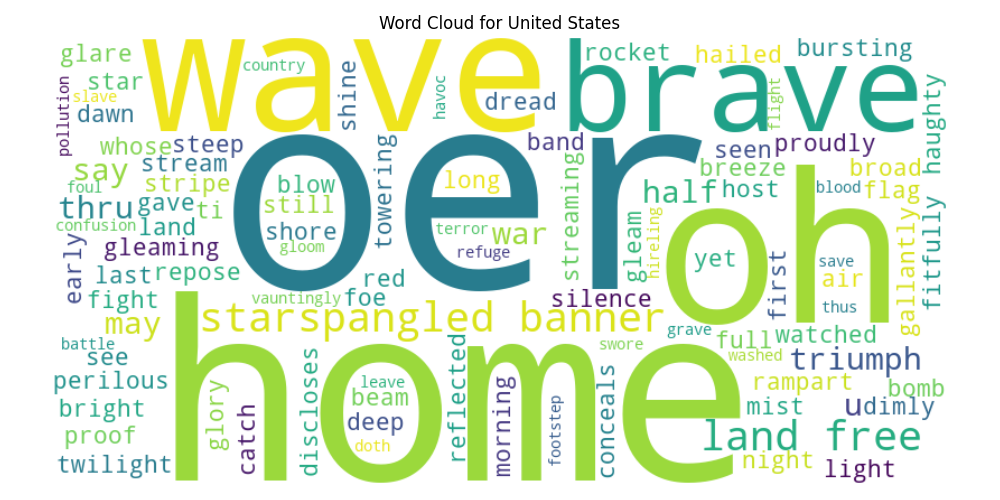 Word Cloud for United States
glare
wave
country
shine
havoc
dread
brave
rocket
hailed
bursting
star
slave
pollution
dawn
flight
haughty
whose
steep
oer
towering
band
seen
proudly
say
stream
long
streaming
breeze
broad
foul
stripe
blow
half
host
oh
blood
flag
thru
gave
ti
still
terror
war
gleam
hireling
confusion
land
shore
refuge
yet
save
gallantly
fitfully
early
gleaming
gloom
first
air
last
repose
red
thus
fight
vauntingly
foe
silence
may
starspangled banner
grave
full
watched
battle
home
swore
washed
see
triumph
perilous
glory
discloses
leave
reflected
morning
footstep
conceals
rampart
bomb
bright
catch
beam
mist
u
dimly
proof
deep
land free
twilight
doth
night
light